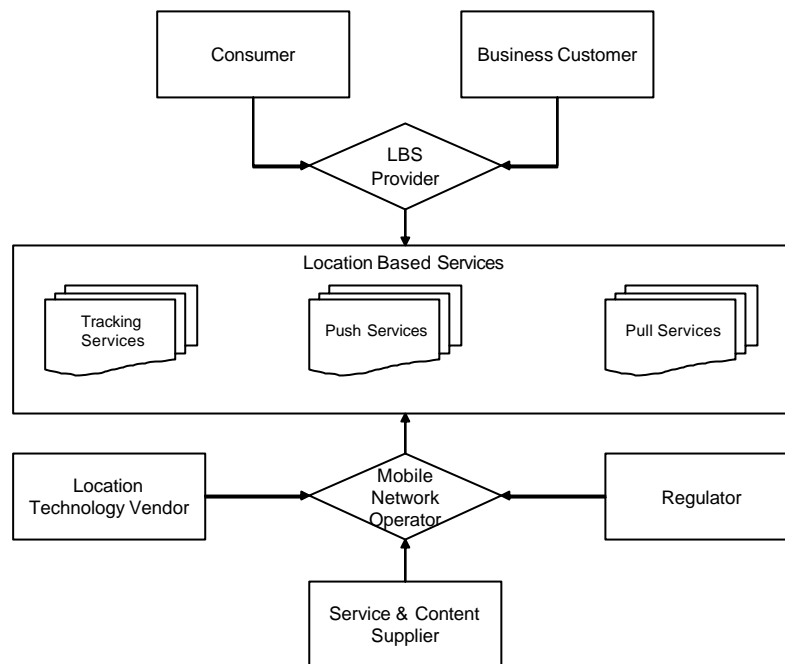 Consumer
Business Customer
LBS
Provider
Location Based Services
Tracking
Services
Push Services
Pull Services
Location
Technology Vendor
Mobile
Network
Operator
Regulator
Service & Content
Supplier